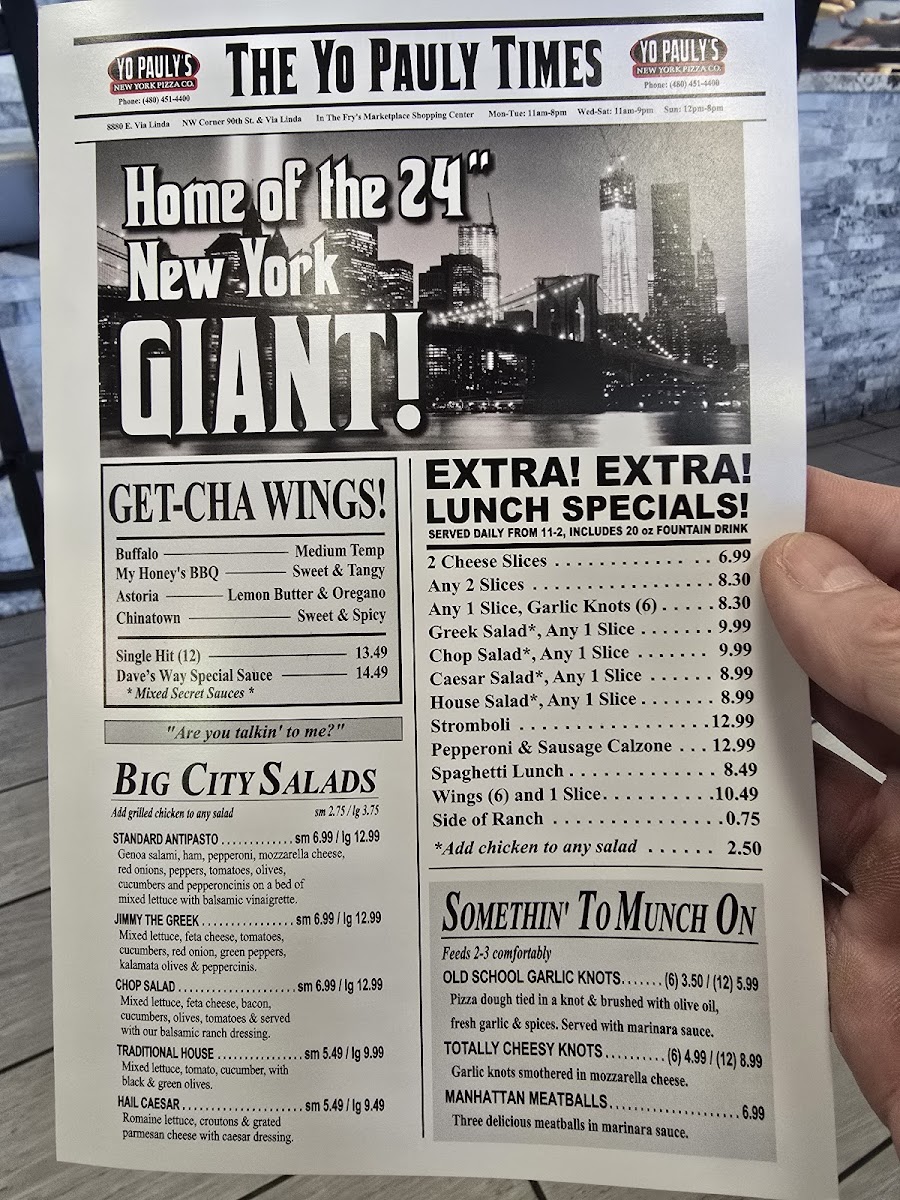 YO PAULY'S
NEW YORK PIZZA CO.
Phone: (480) 451-4400
THE YO PAULY TIMES
YO PAULY'S
NEW YORK PIZZA CO.
Phone: (480) 451-4400
8880 E. Via Linda NW Corner 90th St. & Via Linda In The Fry's Marketplace Shopping Center Mon-Tue: 11am-8pm Wed-Sat: 11am-9pm Sun: 12pm-8pm
Home of the 24"
New York
GIANT!
GET-CHA WINGS!
Buffalo Medium Temp
My Honey's BBQ Sweet & Tangy
Astoria Lemon Butter & Oregano
Chinatown Sweet & Spicy
Single Hit (12) 13.49
Dave's Way Special Sauce 14.49
* Mixed Secret Sauces *
"Are you talkin' to me?"
BIG CITY SALADS
Add grilled chicken to any salad sm 2.75 / lg 3.75
STANDARD ANTIPASTO ............ sm 6.99 / lg 12.99
Genoa salami, ham, pepperoni, mozzarella cheese,
red onions, peppers, tomatoes, olives,
cucumbers and pepperoncinis on a bed of
mixed lettuce with balsamic vinaigrette.
JIMMY THE GREEK ............... sm 6.99 / lg 12.99
Mixed lettuce, feta cheese, tomatoes,
cucumbers, red onion, green peppers,
kalamata olives & peppercinis.
CHOP SALAD .................... sm 6.99 / lg 12.99
Mixed lettuce, feta cheese, bacon,
cucumbers, olives, tomatoes & served
with our balsamic ranch dressing.
TRADITIONAL HOUSE .............. sm 5.49 / lg 9.99
Mixed lettuce, tomato, cucumber, with
black & green olives.
HAIL CAESAR .................... sm 5.49 / lg 9.49
Romaine lettuce, croutons & grated
parmesan cheese with caesar dressing.
EXTRA! EXTRA!
LUNCH SPECIALS!
SERVED DAILY FROM 11-2, INCLUDES 20 oz FOUNTAIN DRINK
2 Cheese Slices . . . . . . . . . . . . . . 6.99
Any 2 Slices . . . . . . . . . . . . . . . . 8.30
Any 1 Slice, Garlic Knots (6) . . . . . 8.30
Greek Salad*, Any 1 Slice . . . . . . . 9.99
Chop Salad*, Any 1 Slice . . . . . . . 9.99
Caesar Salad*, Any 1 Slice . . . . . . 8.99
House Salad*, Any 1 Slice . . . . . . . 8.99
Stromboli . . . . . . . . . . . . . . . . . 12.99
Pepperoni & Sausage Calzone . . . 12.99
Spaghetti Lunch . . . . . . . . . . . . . 8.49
Wings (6) and 1 Slice. . . . . . . . . .10.49
Side of Ranch . . . . . . . . . . . . . . . 0.75
*Add chicken to any salad . . . . . . 2.50
SOMETHIN' TO MUNCH ON
Feeds 2-3 comfortably
OLD SCHOOL GARLIC KNOTS....... (6) 3.50 / (12) 5.99
Pizza dough tied in a knot & brushed with olive oil,
fresh garlic & spices. Served with marinara sauce.
TOTALLY CHEESY KNOTS .......... (6) 4.99 / (12) 8.99
Garlic knots smothered in mozzarella cheese.
MANHATTAN MEATBALLS..................... 6.99
Three delicious meatballs in marinara sauce.